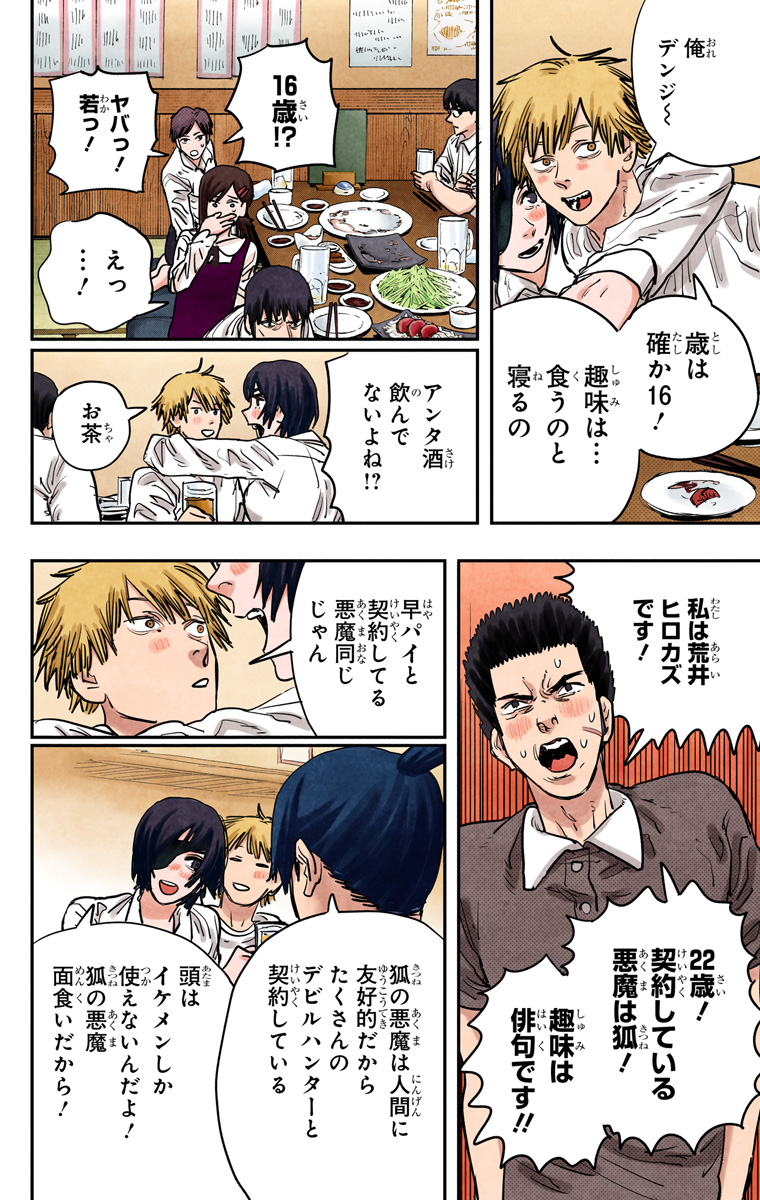 俺
デンジ〜
歳は
確か16！
趣味は…
食うのと
寝るの
16歳!?
ヤバっ！
若っ！
えっ
…！
アンタ酒
飲んで
ないよね!?
お茶
私は荒井
ヒロカズ
です！
22歳！
契約している
悪魔は狐！
趣味は
俳句です!!
早パイと
契約してる
悪魔同じ
じゃん
狐の悪魔は人間に
友好的だから
たくさんの
デビルハンターと
契約している
頭は
イケメンしか
使えないんだよ！
狐の悪魔
面食いだから！